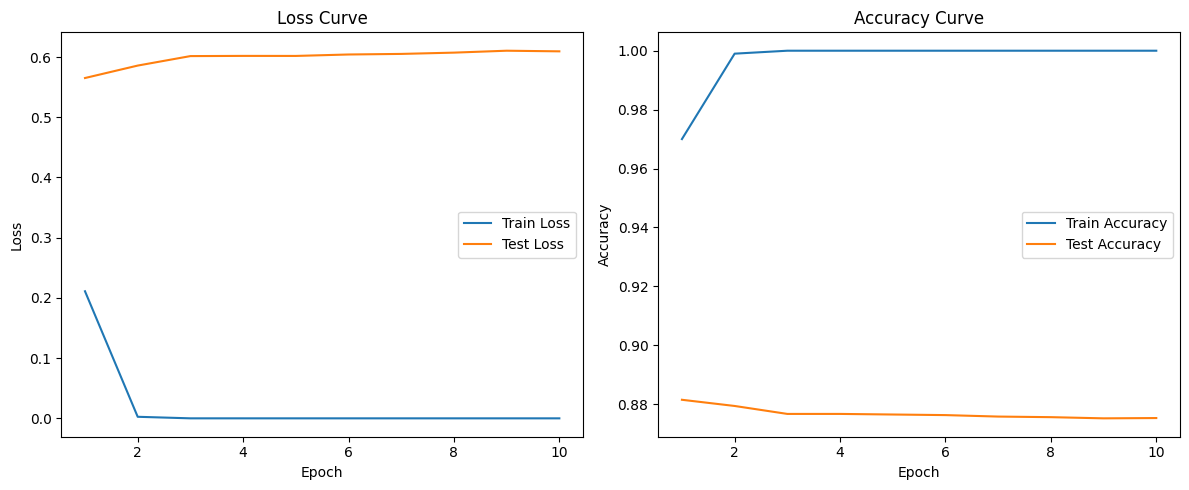 Loss Curve
0.6
0.5
0.4
0.3
0.2
0.1
0.0
Loss
Train Loss
Test Loss
2 4 6 8 10
Epoch
Accuracy Curve
1.00
0.98
0.96
0.94
0.92
0.90
0.88
Accuracy
Train Accuracy
Test Accuracy
2 4 6 8 10
Epoch